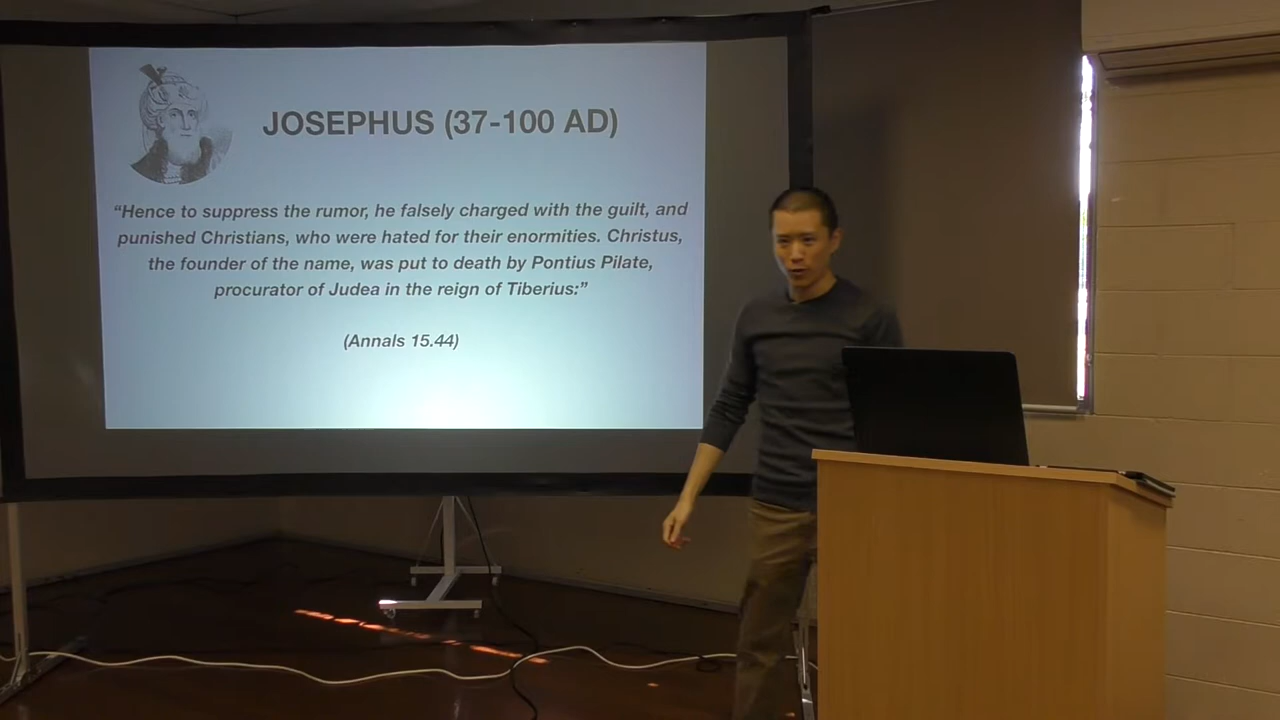 JOSEPHUS (37-100 AD)
“Hence to suppress the rumor, he falsely charged with the guilt, and
punished Christians, who were hated for their enormities. Christus,
the founder of the name, was put to death by Pontius Pilate,
procurator of Judea in the reign of Tiberius:”
(Annals 15.44)